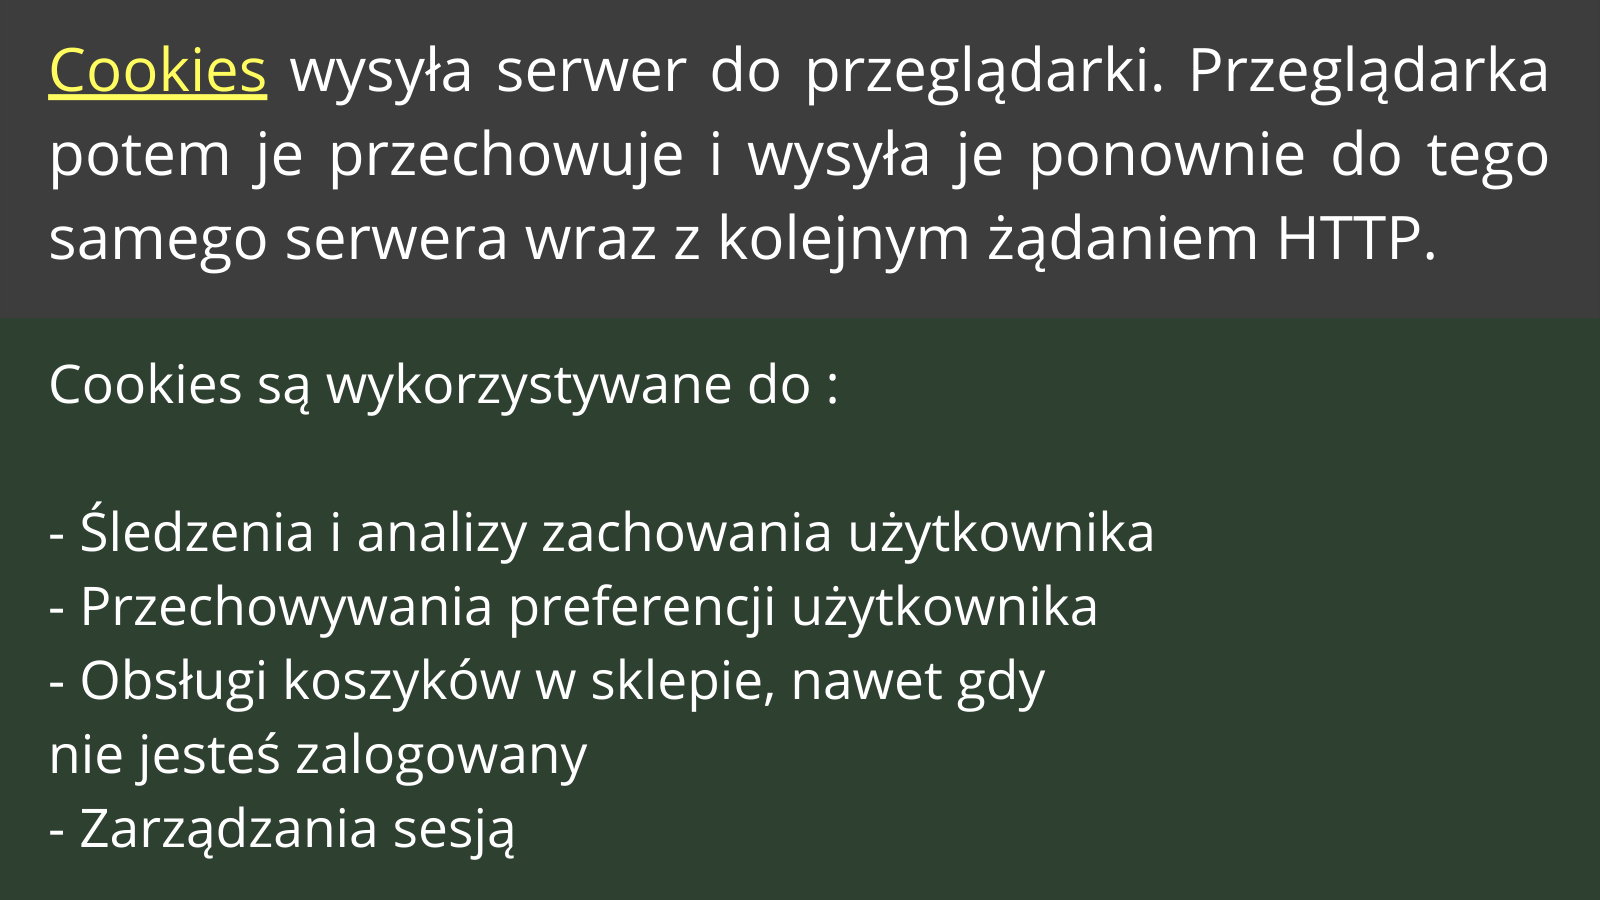 Cookies wysyła serwer do przeglądarki. Przeglądarka
potem je przechowuje i wysyła je ponownie do tego
samego serwera wraz z kolejnym żądaniem HTTP.
Cookies są wykorzystywane do :
- Śledzenia i analizy zachowania użytkownika
- Przechowywania preferencji użytkownika
- Obsługi koszyków w sklepie, nawet gdy
nie jesteś zalogowany
- Zarządzania sesją